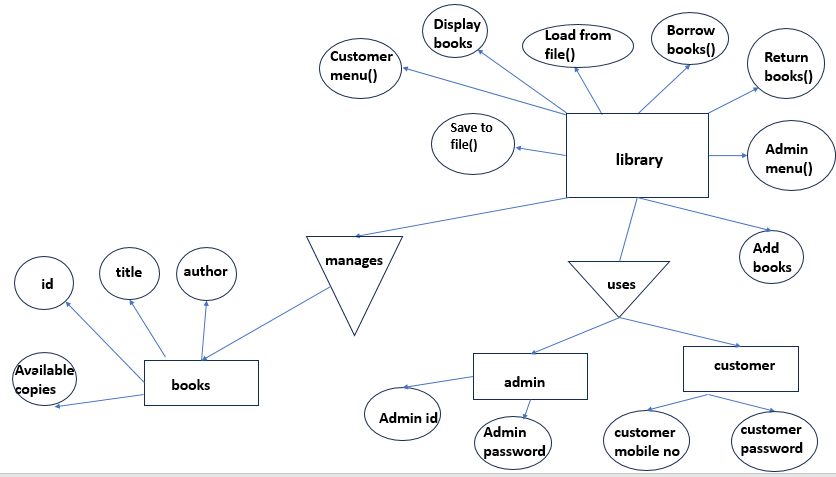 Display
books
Load from
file()
Borrow
books()
Customer
menu()
Return
books()
Save to
file()
library
Admin
menu()
manages
uses
Add
books
id
title
author
Available
copies
books
admin
customer
Admin id
Admin
password
customer
mobile no
customer
password